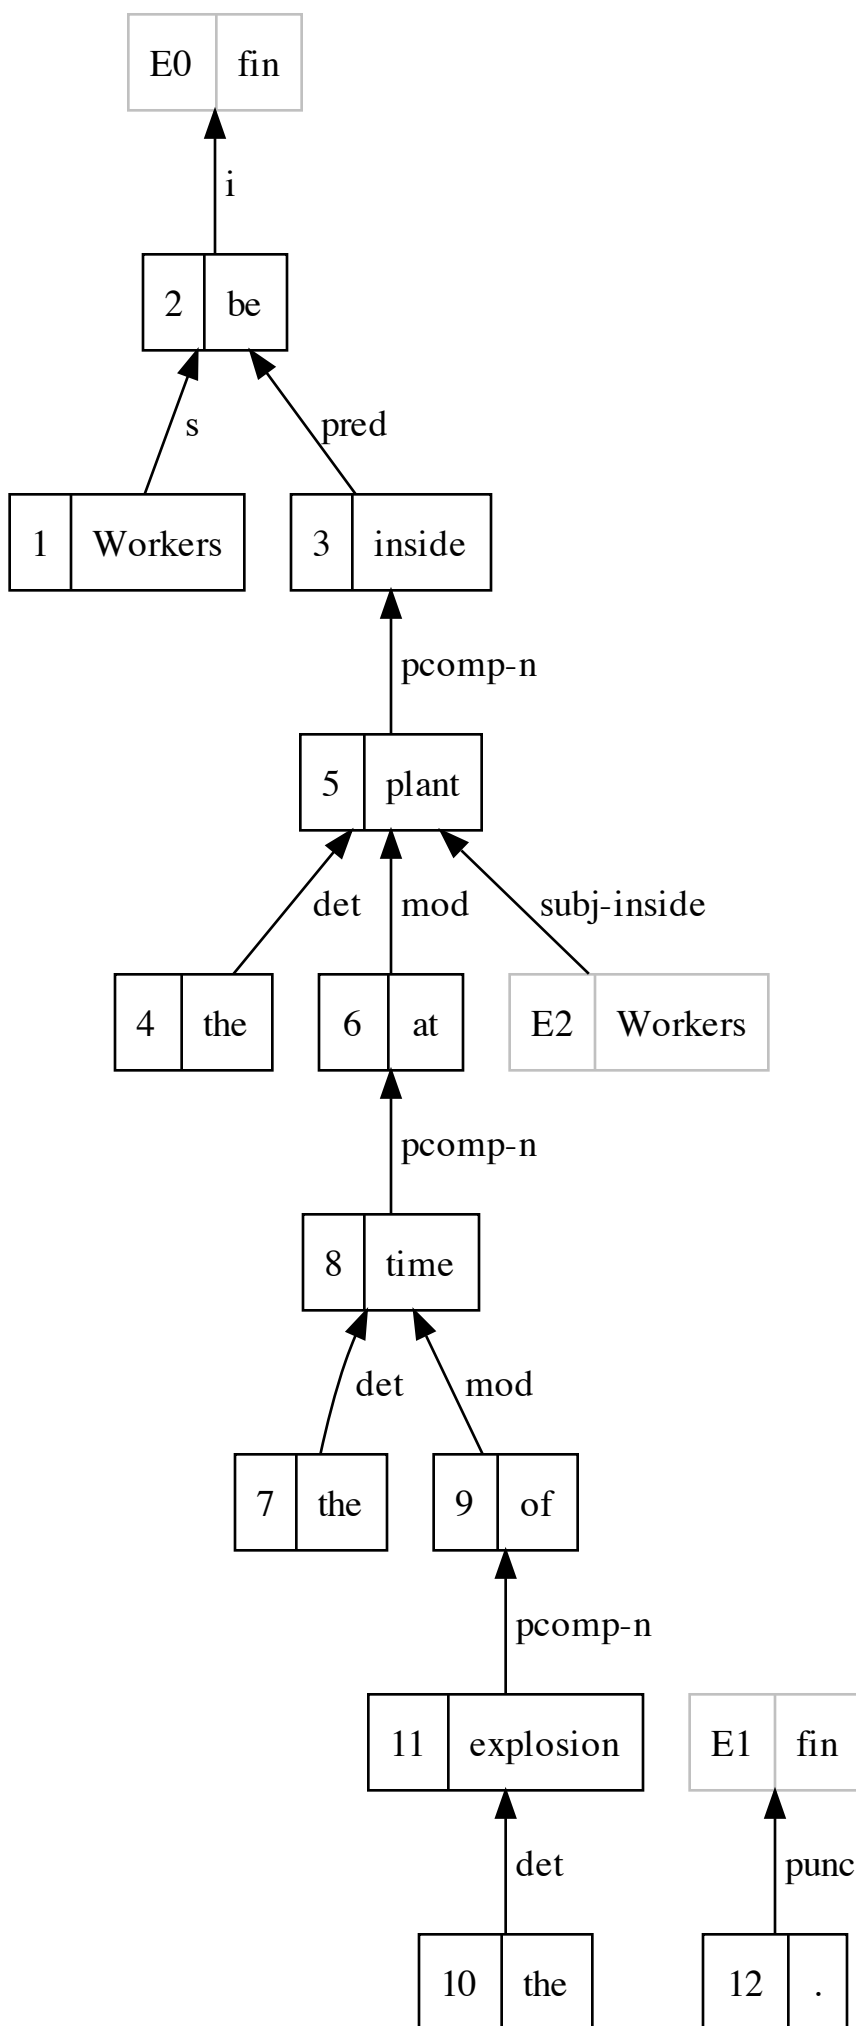 E0 fin
i
2 be
s pred
1 Workers 3 inside
pcomp-n
5 plant
det mod subj-inside
4 the 6 at E2 Workers
pcomp-n
8 time
det mod
7 the 9 of
pcomp-n
11 explosion E1 fin
det punc
10 the 12 .